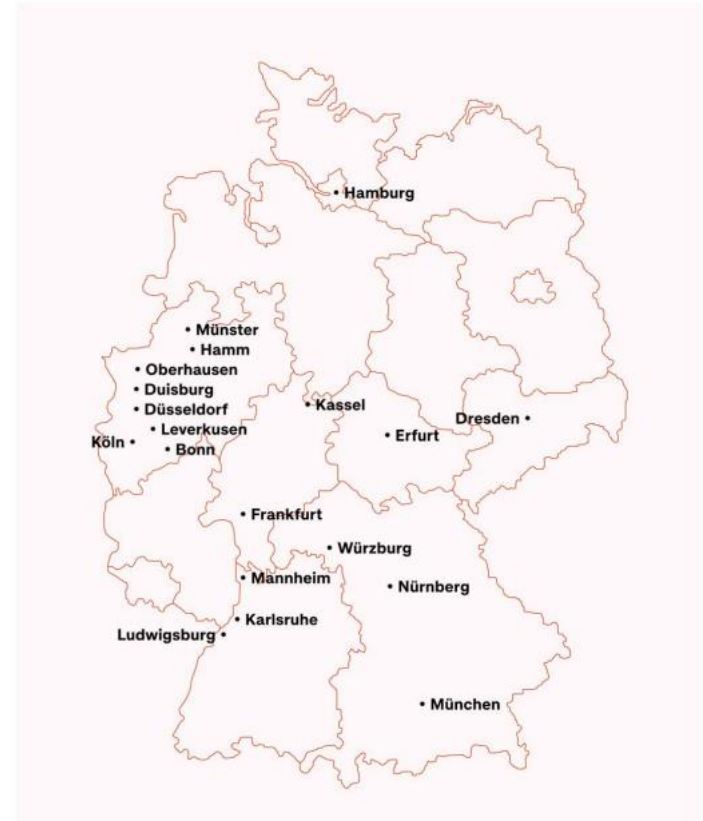 Hamburg
Münster
Hamm
Oberhausen
Duisburg
Kassel
Düsseldorf
Dresden
Leverkusen
Erfurt
Köln
Bonn
Frankfurt
Würzburg
Mannheim
Nürnberg
Karlsruhe
Ludwigsburg
München